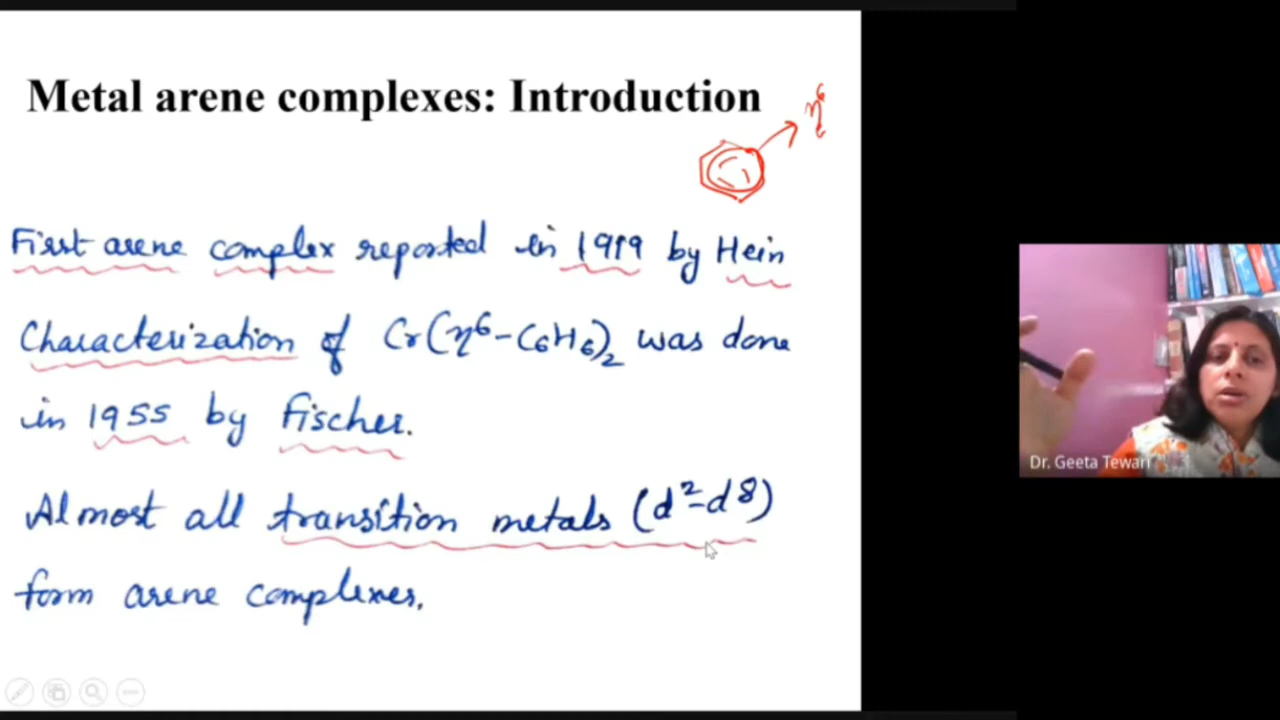 Metal arene complexes: Introduction
η⁶
First arene complex reported in 1919 by Hein
Characterization of Cr(η⁶-C₆H₆)₂ was done
in 1955 by Fischer.
Almost all transition metals (d²-d⁸)
form arene complexes.
Dr. Geeta Tewari